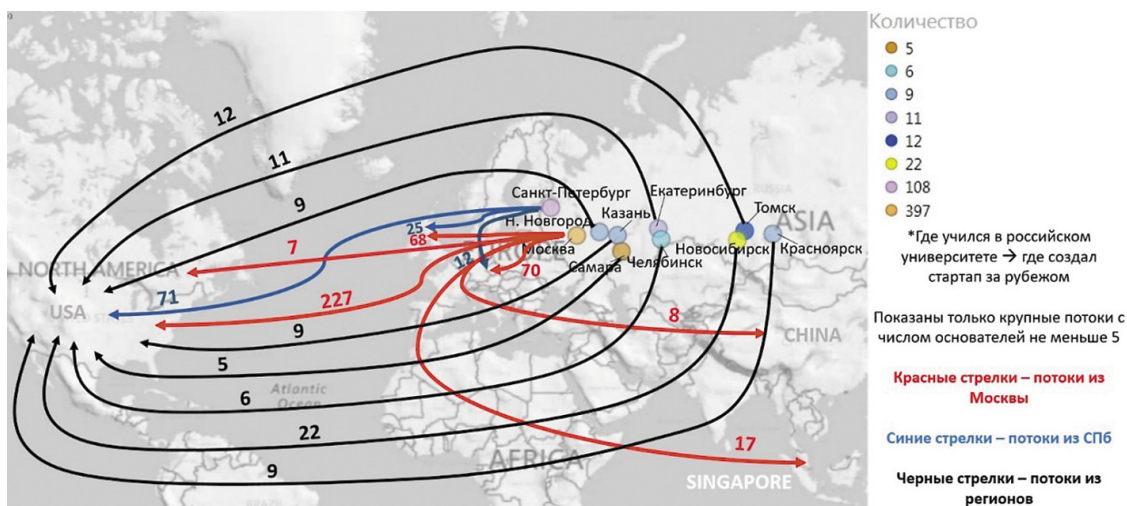 12
11
9
Санкт-Петербург
Екатеринбург
Томск
ASIA
RUSSIA
Казань
Н. Новгород
25
68
Москва
EUROPE
Челябинск
Новосибирск
Красноярск
Самара
12
70
7
NORTH AMERICA
71
USA
227
8
CHINA
9
5
Atlantic
Ocean
6
22
17
AFRICA
9
SINGAPORE
BRAZIL
Количество
5
6
9
11
12
22
108
397
*Где учился в российском
университете → где создал
стартап за рубежом
Показаны только крупные потоки с
числом основателей не меньше 5
Красные стрелки – потоки из
Москвы
Синие стрелки – потоки из СПб
Черные стрелки – потоки из
регионов